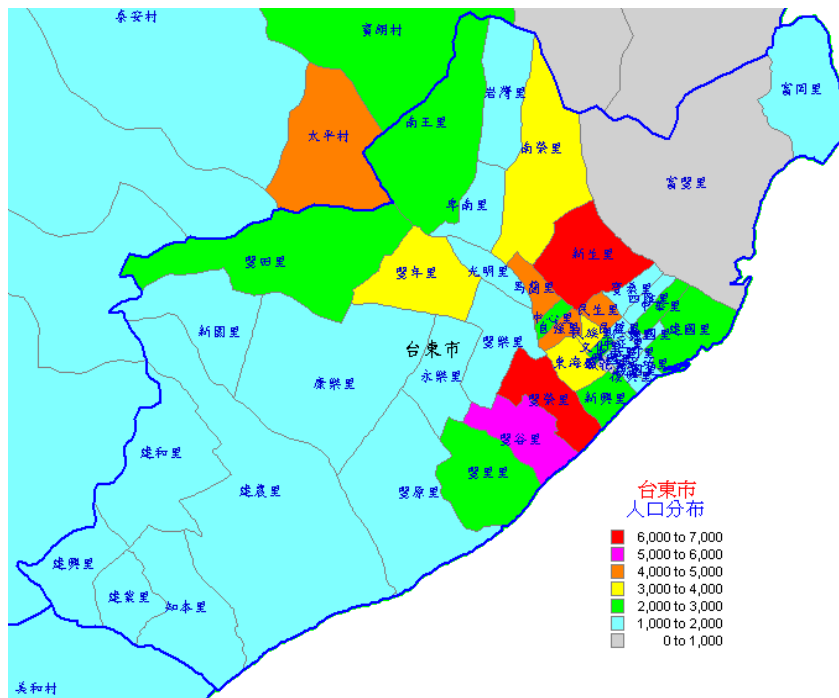 泰安村
賓朗村
富岡里
岩灣里
南王里
太平村
南榮里
富豐里
卑南里
新生里
豐田里
豐年里
光明里
馬蘭里
寶桑里
四維里
中華里
中心里
民生里
建國里
自強里
新園里
台東市
豐樂里
東海
康樂里
永樂里
豐榮里
新興里
豐谷里
建和里
豐里里
建農里
豐原里
台東市
人口分布
6,000 to 7,000
5,000 to 6,000
4,000 to 5,000
3,000 to 4,000
2,000 to 3,000
1,000 to 2,000
0 to 1,000
建興里
建業里
知本里
美和村